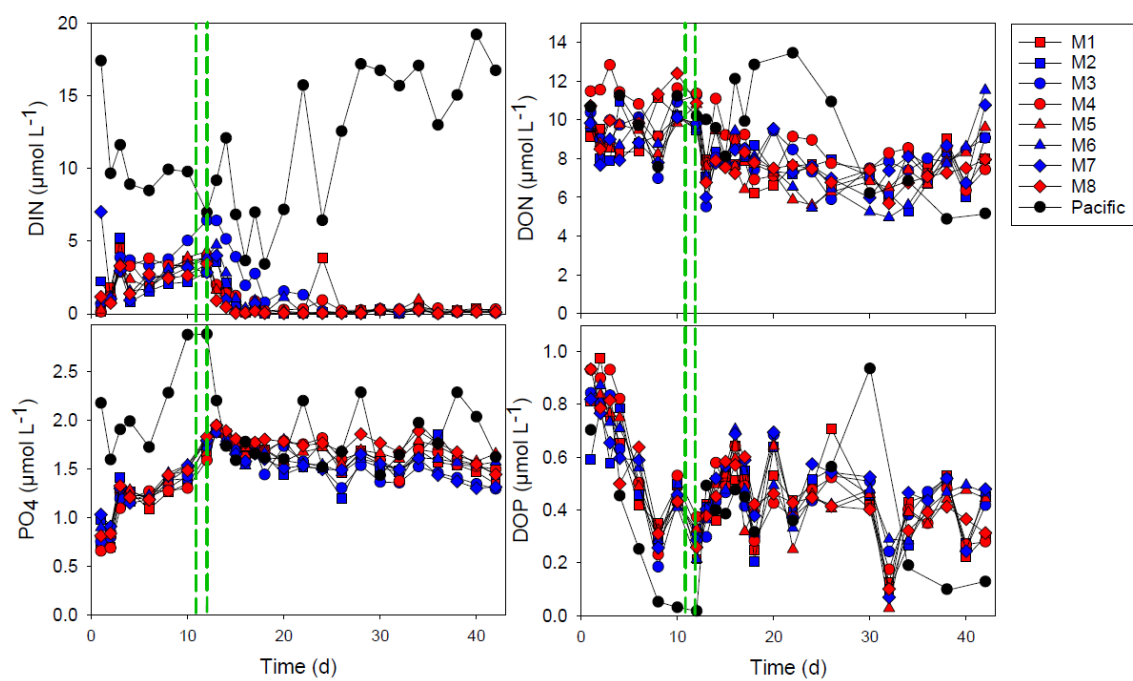 20
15
10
5
0
DIN (µmol L⁻¹)
14
12
10
8
6
4
2
0
DON (µmol L⁻¹)
M1
M2
M3
M4
M5
M6
M7
M8
Pacific
2.5
2.0
1.5
1.0
0.5
0.0
PO₄ (µmol L⁻¹)
0 10 20 30 40
Time (d)
1.0
0.8
0.6
0.4
0.2
0.0
DOP (µmol L⁻¹)
0 10 20 30 40
Time (d)